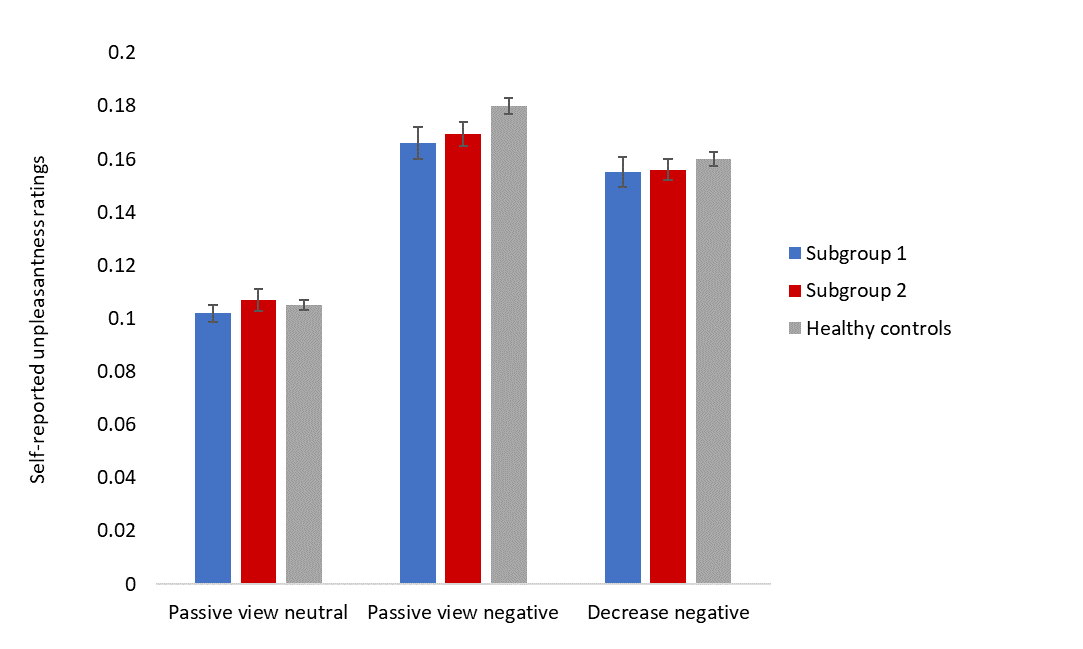 Self-reported unpleasantness ratings
0.2
0.18
0.16
0.14
0.12
0.1
0.08
0.06
0.04
0.02
0
Passive view neutral
Passive view negative
Decrease negative
Subgroup 1
Subgroup 2
Healthy controls